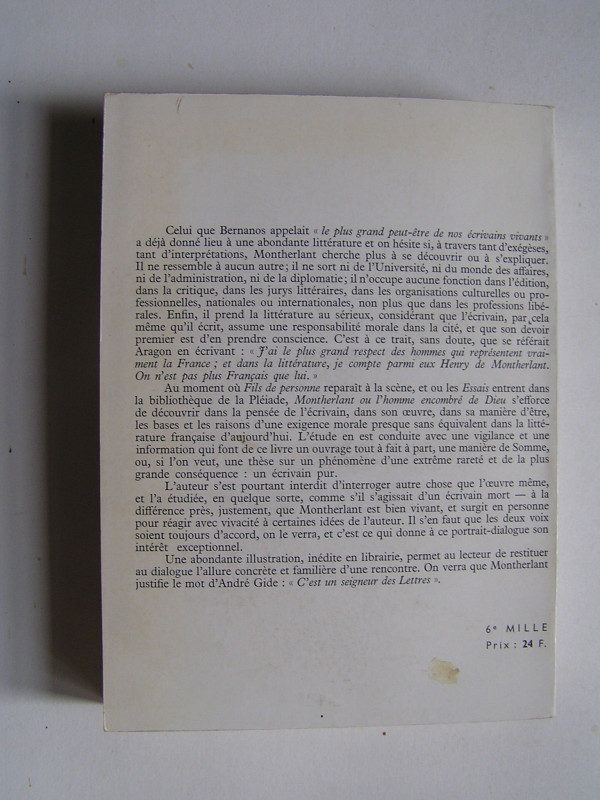 Celui que Bernanos appelait « le plus grand peut-être de nos écrivains vivants »
a déjà donné lieu à une abondante littérature et on hésite si, à travers tant d'exégèses,
tant d'interprétations, Montherlant cherche plus à se découvrir ou à s'expliquer.
Il ne ressemble à aucun autre ; il ne sort ni de l'Université, ni du monde des affaires,
ni de l'administration, ni de la diplomatie ; il n'occupe aucune fonction dans l'édition,
dans la critique, dans les jurys littéraires, dans les organisations culturelles ou pro-
fessionnelles, nationales ou internationales, non plus que dans les professions libé-
rales. Enfin, il prend la littérature au sérieux, considérant que l'écrivain, par cela
même qu'il écrit, assume une responsabilité morale dans la cité, et que son devoir
premier est d'en prendre conscience. C'est à ce trait, sans doute, que se référait
Aragon en écrivant : « J'ai le plus grand respect des hommes qui représentent vrai-
ment la France ; et dans la littérature, je compte parmi eux Henry de Montherlant.
On n'est pas plus Français que lui. »
Au moment où Fils de personne reparaît à la scène, et ou les Essais entrent dans
la bibliothèque de la Pléiade, Montherlant ou l'homme encombré de Dieu s'efforce
de découvrir dans la pensée de l'écrivain, dans son œuvre, dans sa manière d'être,
les bases et les raisons d'une exigence morale presque sans équivalent dans la litté-
rature française d'aujourd'hui. L'étude en est conduite avec une vigilance et une
information qui font de ce livre un ouvrage tout à fait à part, une manière de Somme,
ou, si l'on veut, une thèse sur un phénomène d'une extrême rareté et de la plus
grande conséquence : un écrivain pur.
L'auteur s'est pourtant interdit d'interroger autre chose que l'œuvre même,
et l'a étudiée, en quelque sorte, comme s'il s'agissait d'un écrivain mort — à la
différence près, justement, que Montherlant est bien vivant, et surgit en personne
pour réagir avec vivacité à certaines idées de l'auteur. Il s'en faut que les deux voix
soient toujours d'accord, on le verra, et c'est ce qui donne à ce portrait-dialogue son
intérêt exceptionnel.
Une abondante illustration, inédite en librairie, permet au lecteur de restituer
au dialogue l'allure concrète et familière d'une rencontre. On verra que Montherlant
justifie le mot d'André Gide : « C'est un seigneur des Lettres ».
6e MILLE
Prix : 24 F.